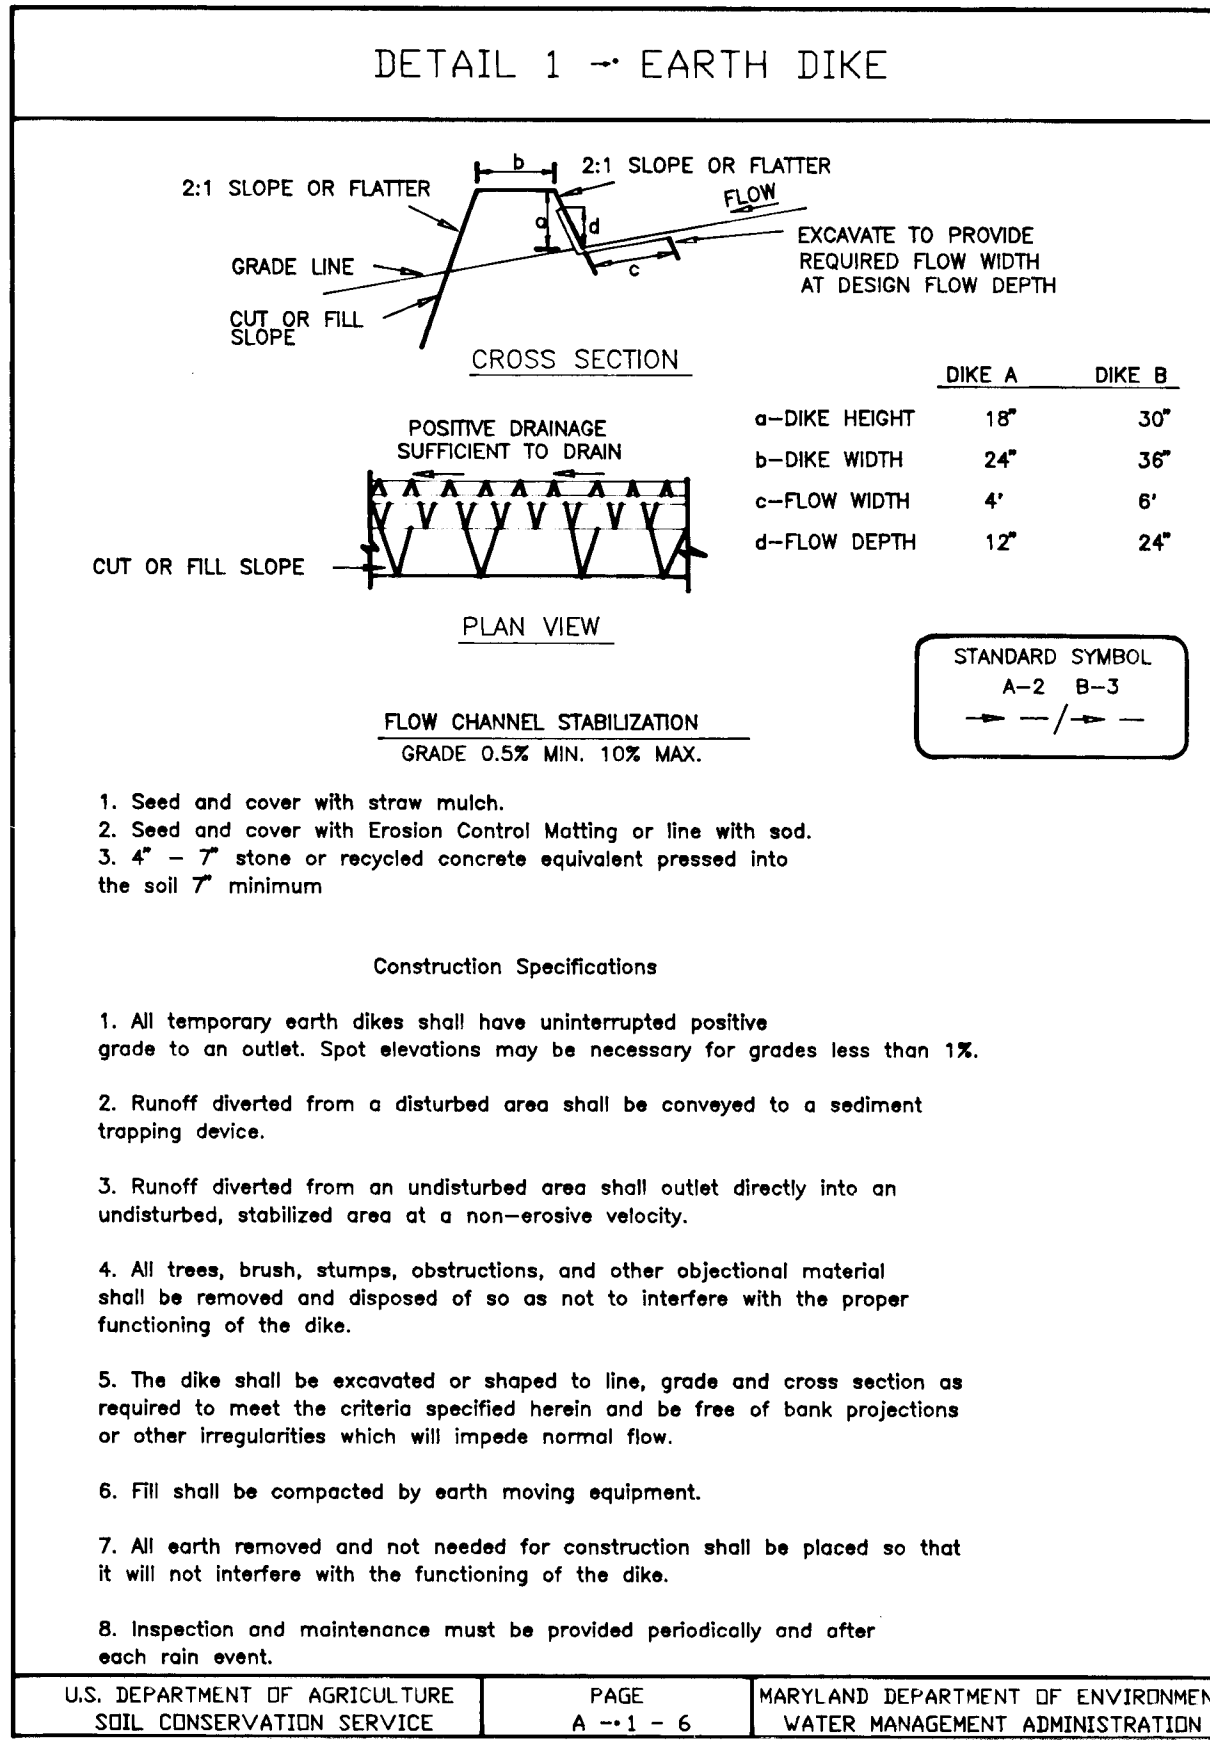 DETAIL 1 - EARTH DIKE
b
2:1 SLOPE OR FLATTER
2:1 SLOPE OR FLATTER
FLOW
a
d
EXCAVATE TO PROVIDE
REQUIRED FLOW WIDTH
AT DESIGN FLOW DEPTH
GRADE LINE
c
CUT OR FILL
SLOPE
CROSS SECTION
DIKE A DIKE B
a-DIKE HEIGHT 18" 30"
b-DIKE WIDTH 24" 36"
c-FLOW WIDTH 4' 6'
d-FLOW DEPTH 12" 24"
POSITIVE DRAINAGE
SUFFICIENT TO DRAIN
CUT OR FILL SLOPE
PLAN VIEW
STANDARD SYMBOL
A-2 B-3
FLOW CHANNEL STABILIZATION
GRADE 0.5% MIN. 10% MAX.
1. Seed and cover with straw mulch.
2. Seed and cover with Erosion Control Matting or line with sod.
3. 4" - 7" stone or recycled concrete equivalent pressed into
the soil 7" minimum
Construction Specifications
1. All temporary earth dikes shall have uninterrupted positive
grade to an outlet. Spot elevations may be necessary for grades less than 1%.
2. Runoff diverted from a disturbed area shall be conveyed to a sediment
trapping device.
3. Runoff diverted from an undisturbed area shall outlet directly into an
undisturbed, stabilized area at a non-erosive velocity.
4. All trees, brush, stumps, obstructions, and other objectional material
shall be removed and disposed of so as not to interfere with the proper
functioning of the dike.
5. The dike shall be excavated or shaped to line, grade and cross section as
required to meet the criteria specified herein and be free of bank projections
or other irregularities which will impede normal flow.
6. Fill shall be compacted by earth moving equipment.
7. All earth removed and not needed for construction shall be placed so that
it will not interfere with the functioning of the dike.
8. Inspection and maintenance must be provided periodically and after
each rain event.
U.S. DEPARTMENT OF AGRICULTURE
SOIL CONSERVATION SERVICE
PAGE
A - 1 - 6
MARYLAND DEPARTMENT OF ENVIRONMEN
WATER MANAGEMENT ADMINISTRATION